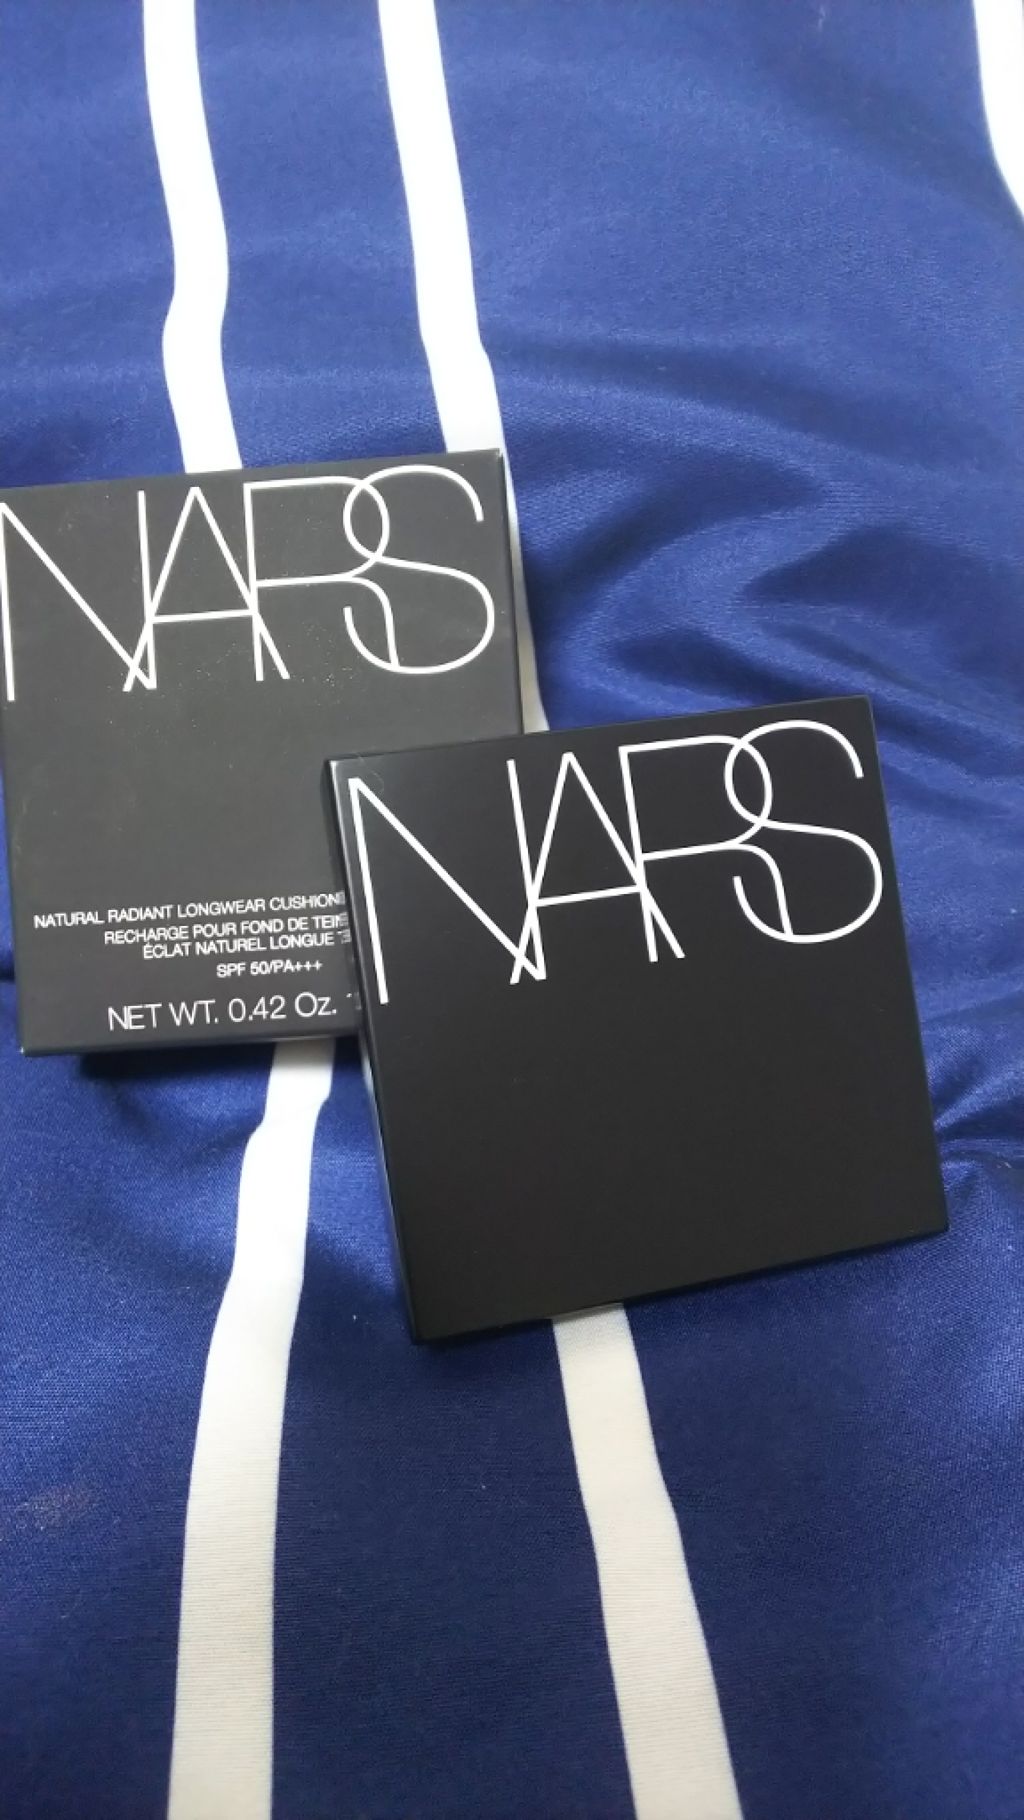 NARS
NATURAL RADIANT LONGWEAR CUSHION
RECHARGE POUR FOND DE
ÉCLAT NATUREL LONGUE
SPF 50/PA+++
NET WT. 0.42 Oz.
NARS